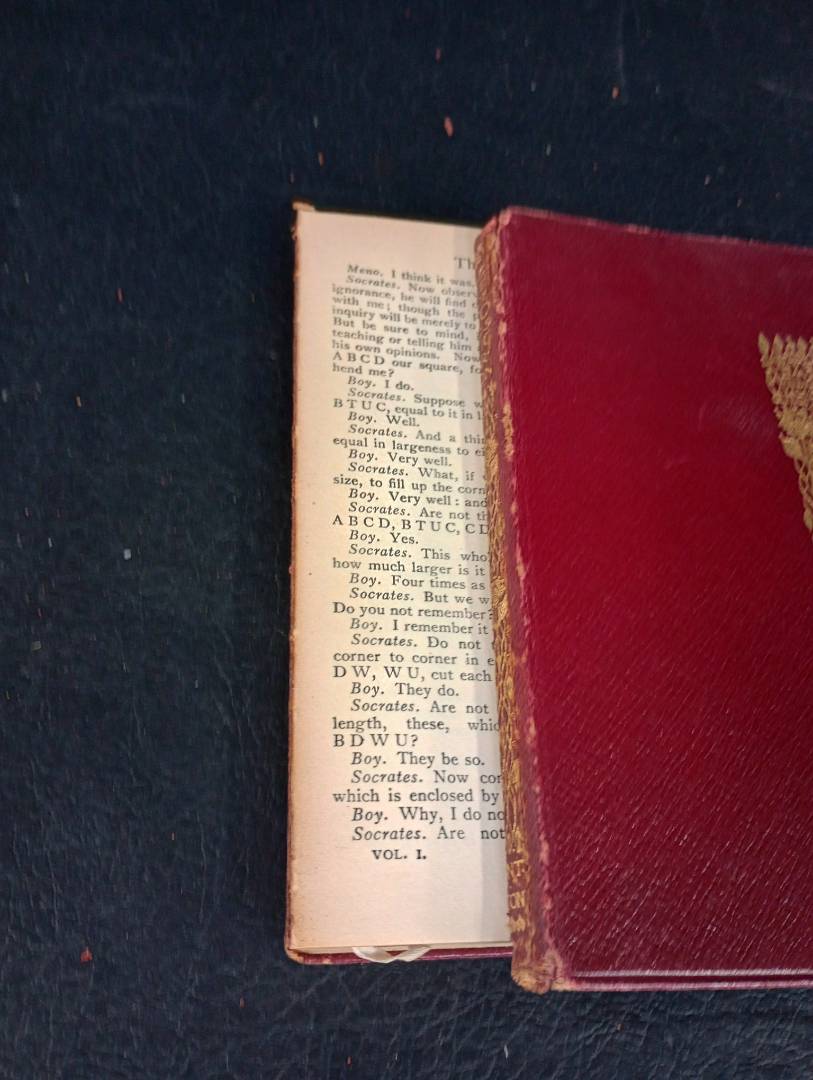 Th
Meno. I think it was.
Socrates. Now obser
ignorance, he will find
with me; though the
inquiry will be merely to
But be sure to mind,
teaching or telling him
his own opinions. Now
A B C D our square, fo
hend me?
Boy. I do.
Socrates. Suppose w
B T U C, equal to it in l
Boy. Well.
Socrates. And a thi
equal in largeness to ei
Boy. Very well.
Socrates. What, if
size, to fill up the corn
Boy. Very well: and
Socrates. Are not th
A B C D, B T U C, C D
Boy. Yes.
Socrates. This who
how much larger is it
Boy. Four times as
Socrates. But we w
Do you not remember?
Boy. I remember it
Socrates. Do not
corner to corner in e
D W, W U, cut each
Boy. They do.
Socrates. Are not
length, these, whic
B D W U?
Boy. They be so.
Socrates. Now con
which is enclosed by
Boy. Why, I do no
Socrates. Are not
VOL. I.
NT
ON